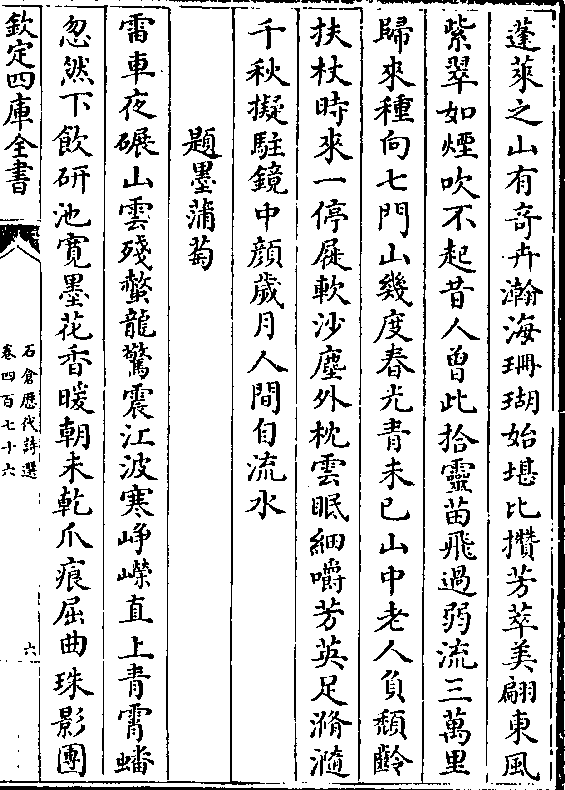 蓬萊之山有奇卉瀚海珊瑚始堪比攢芳萃美翩東風
紫翠如煙吹不起昔人曾此拾靈苗飛過弱流三萬里
歸來種向七門山幾度春光青未已山中老人負頽齡
扶杖時來一停屐軟沙塵外枕雲眠細嚼芳英足滫瀡
千秋擬駐鏡中顔歲月人間自流水
題墨蒲萄
雷車夜碾山雲殘蟄龍驚震江波寒崢嶸直上青霄蟠
忽然下飲研池寛墨花香暖朝未乾爪痕屈曲珠影團
欽定四庫全書
石倉歴代詩選
卷四百七十六
六